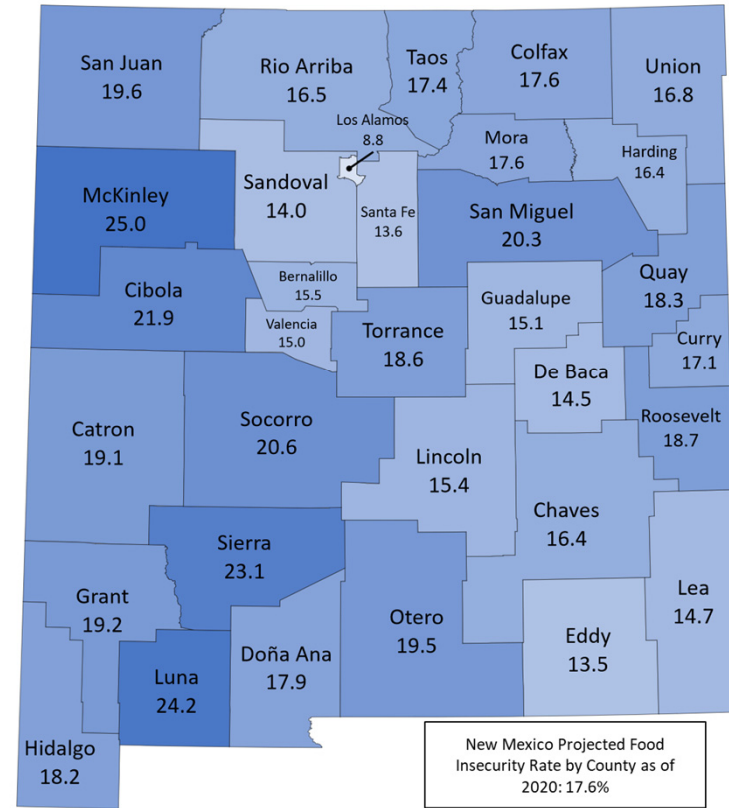 San Juan
19.6
Rio Arriba
16.5
Taos
17.4
Colfax
17.6
Union
16.8
Los Alamos
8.8
Mora
17.6
Harding
16.4
McKinley
25.0
Sandoval
14.0
Santa Fe
13.6
San Miguel
20.3
Quay
18.3
Cibola
21.9
Bernalillo
15.5
Valencia
15.0
Torrance
18.6
Guadalupe
15.1
Curry
17.1
De Baca
14.5
Roosevelt
18.7
Catron
19.1
Socorro
20.6
Lincoln
15.4
Chaves
16.4
Sierra
23.1
Grant
19.2
Luna
24.2
Doña Ana
17.9
Otero
19.5
Eddy
13.5
Lea
14.7
Hidalgo
18.2
New Mexico Projected Food
Insecurity Rate by County as of
2020: 17.6%